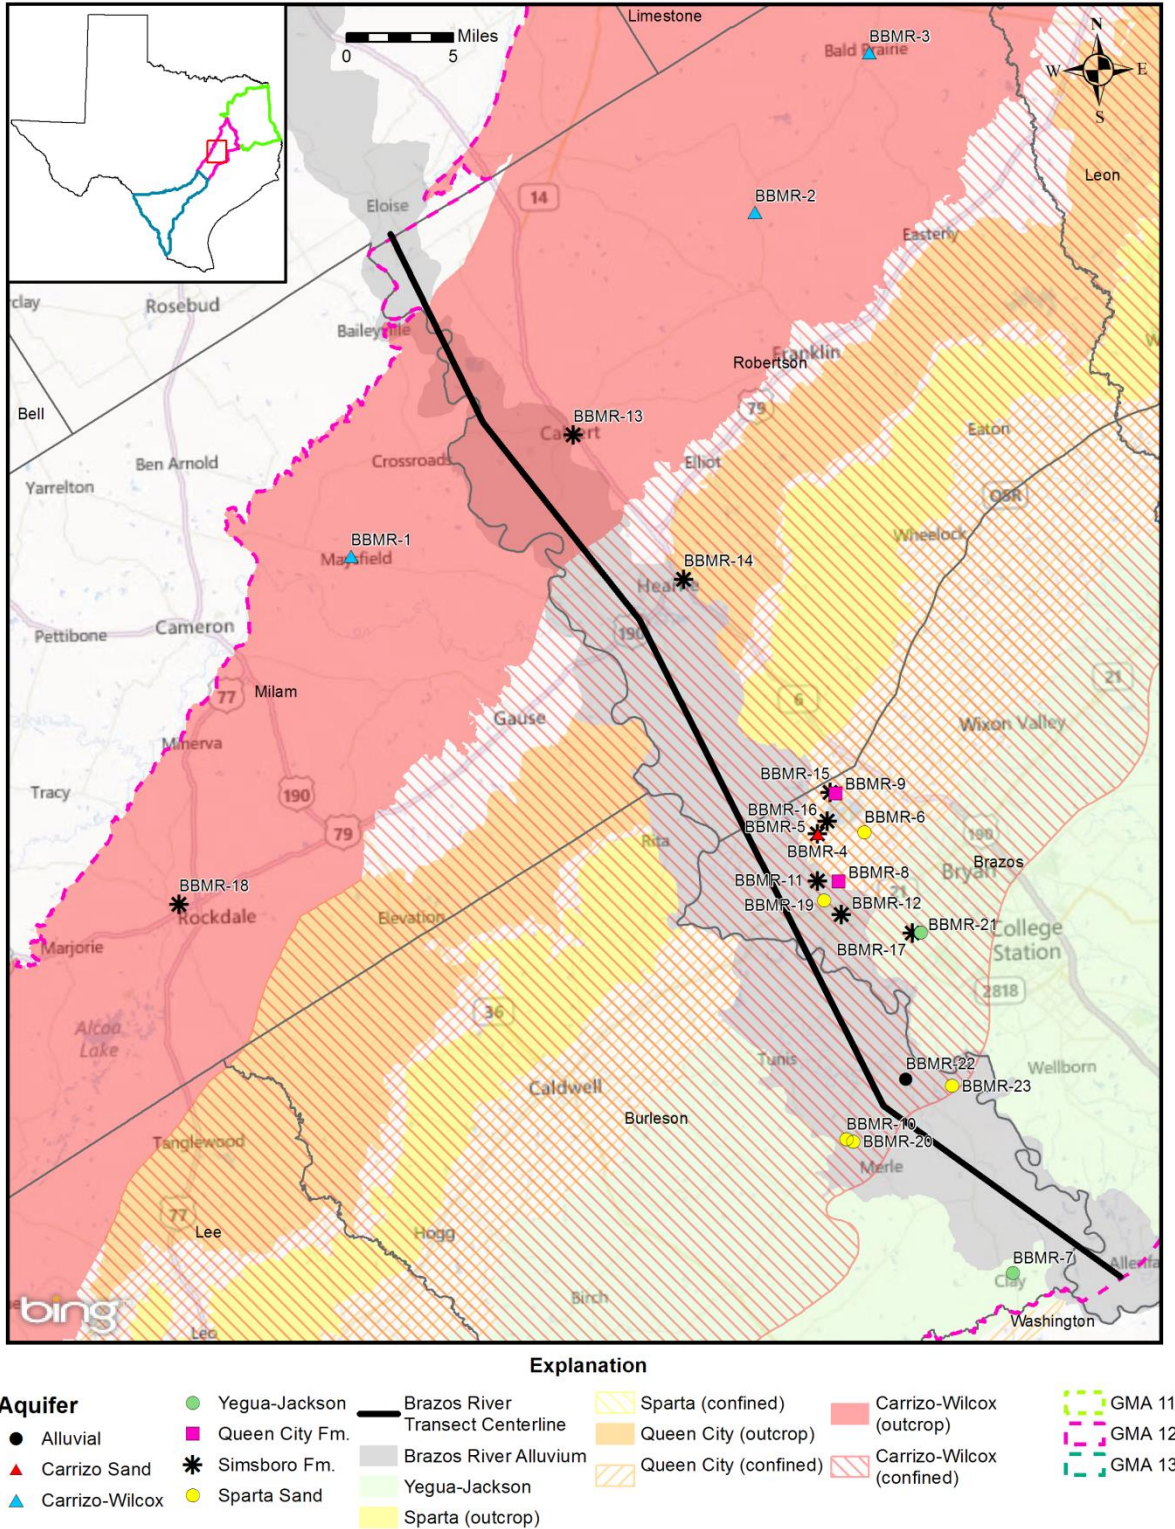 Limestone
Miles
0 5
N
W E
S
BBMR-3
Bald Prairie
Leon
BBMR-2
14
Eloise
Easterly
Rosebud
Baileyville
Franklin
Robertson
79
Bell
BBMR-13
Calvert
Eaton
Ben Arnold
Crossroads
Elliot
Yarrelton
OSR
Wheelock
BBMR-1
Maysfield
BBMR-14
Hearne
Pettibone
Cameron
190
77
Milam
6
21
Gause
Wixon Valley
Minerva
BBMR-15
BBMR-9
Tracy
190
BBMR-16
BBMR-6
79
BBMR-5
190
Rita
BBMR-4
Brazos
BBMR-18
BBMR-11
BBMR-8
Bryan
21
Rockdale
Elevation
BBMR-19
BBMR-12
BBMR-21
College
Station
Marjorie
BBMR-17
2818
36
Alcoa
Lake
Tunis
BBMR-22
Wellborn
Caldwell
BBMR-23
Burleson
BBMR-10
BBMR-20
Tanglewood
Merle
77
Lee
Hogg
BBMR-7
Clay
Birch
bing
Washington
Explanation
Aquifer
Alluvial
Carrizo Sand
Carrizo-Wilcox
Yegua-Jackson
Queen City Fm.
Simsboro Fm.
Sparta Sand
Brazos River
Transect Centerline
Brazos River Alluvium
Yegua-Jackson
Sparta (outcrop)
Sparta (confined)
Queen City (outcrop)
Queen City (confined)
Carrizo-Wilcox
(outcrop)
Carrizo-Wilcox
(confined)
GMA 11
GMA 12
GMA 13